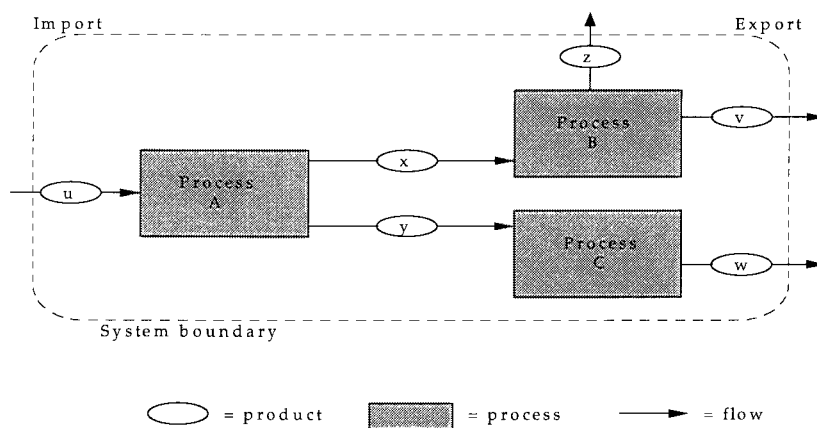 Import
Export
z
Process
B
v
x
Process
A
u
y
Process
C
w
System boundary
= product
= process
= flow